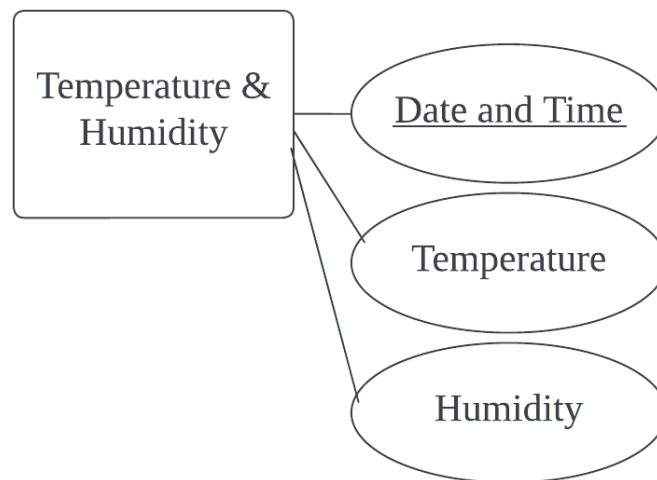 Temperature &
Humidity
Date and Time
Temperature
Humidity